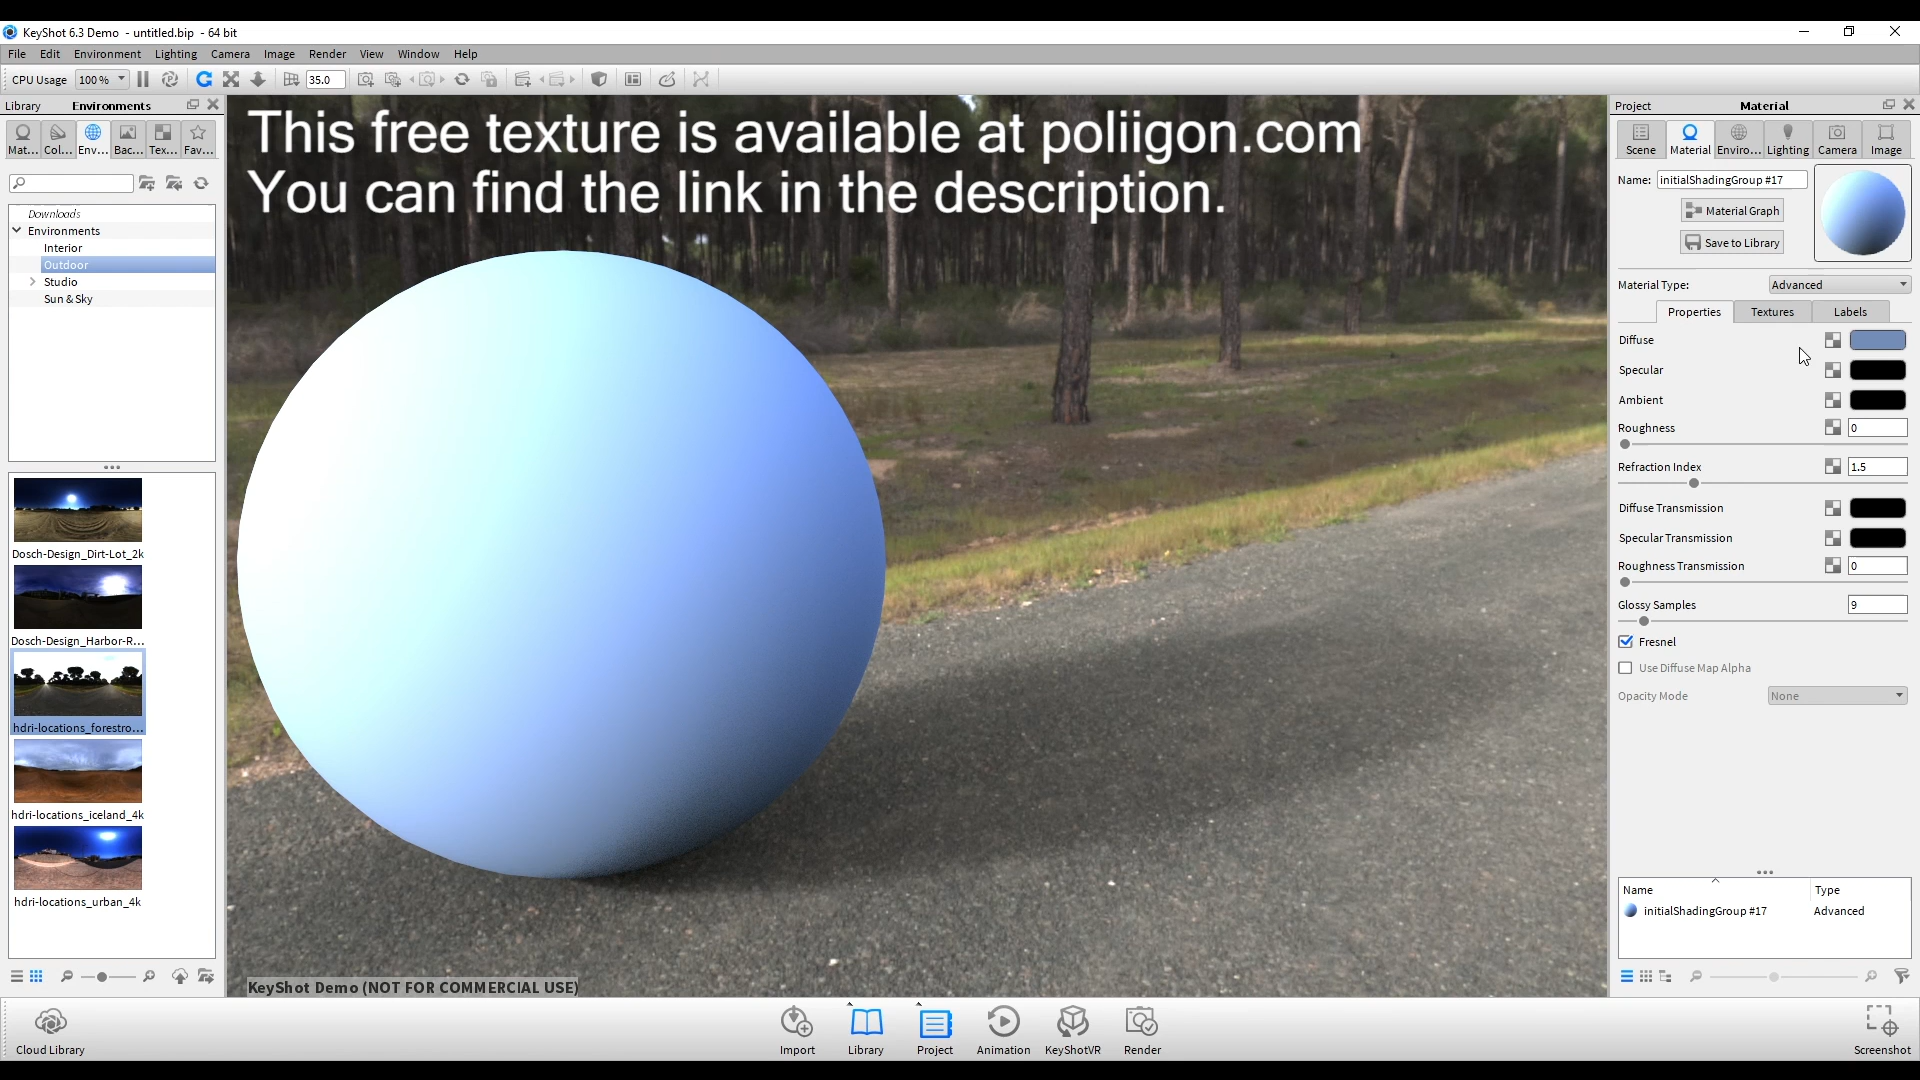 KeyShot 6.3 Demo - untitled.bip - 64 bit
File Edit Environment Lighting Camera Image Render View Window Help
CPU Usage 100 % 35.0
Library Environments
Mat... Col... Env... Bac... Tex... Fav...
Downloads
Environments
Interior
Outdoor
Studio
Sun & Sky
Dosch-Design_Dirt-Lot_2k
Dosch-Design_Harbor-R...
hdri-locations_forestro...
hdri-locations_iceland_4k
hdri-locations_urban_4k
This free texture is available at poliigon.com
You can find the link in the description.
KeyShot Demo (NOT FOR COMMERCIAL USE)
Project Material
Scene Material Enviro... Lighting Camera Image
Name: initialShadingGroup #17
Material Graph
Save to Library
Material Type: Advanced
Properties Textures Labels
Diffuse
Specular
Ambient
Roughness 0
Refraction Index 1.5
Diffuse Transmission
Specular Transmission
Roughness Transmission 0
Glossy Samples 9
Fresnel
Use Diffuse Map Alpha
Opacity Mode None
Name Type
initialShadingGroup #17 Advanced
Cloud Library Import Library Project Animation KeyShotVR Render Screenshot